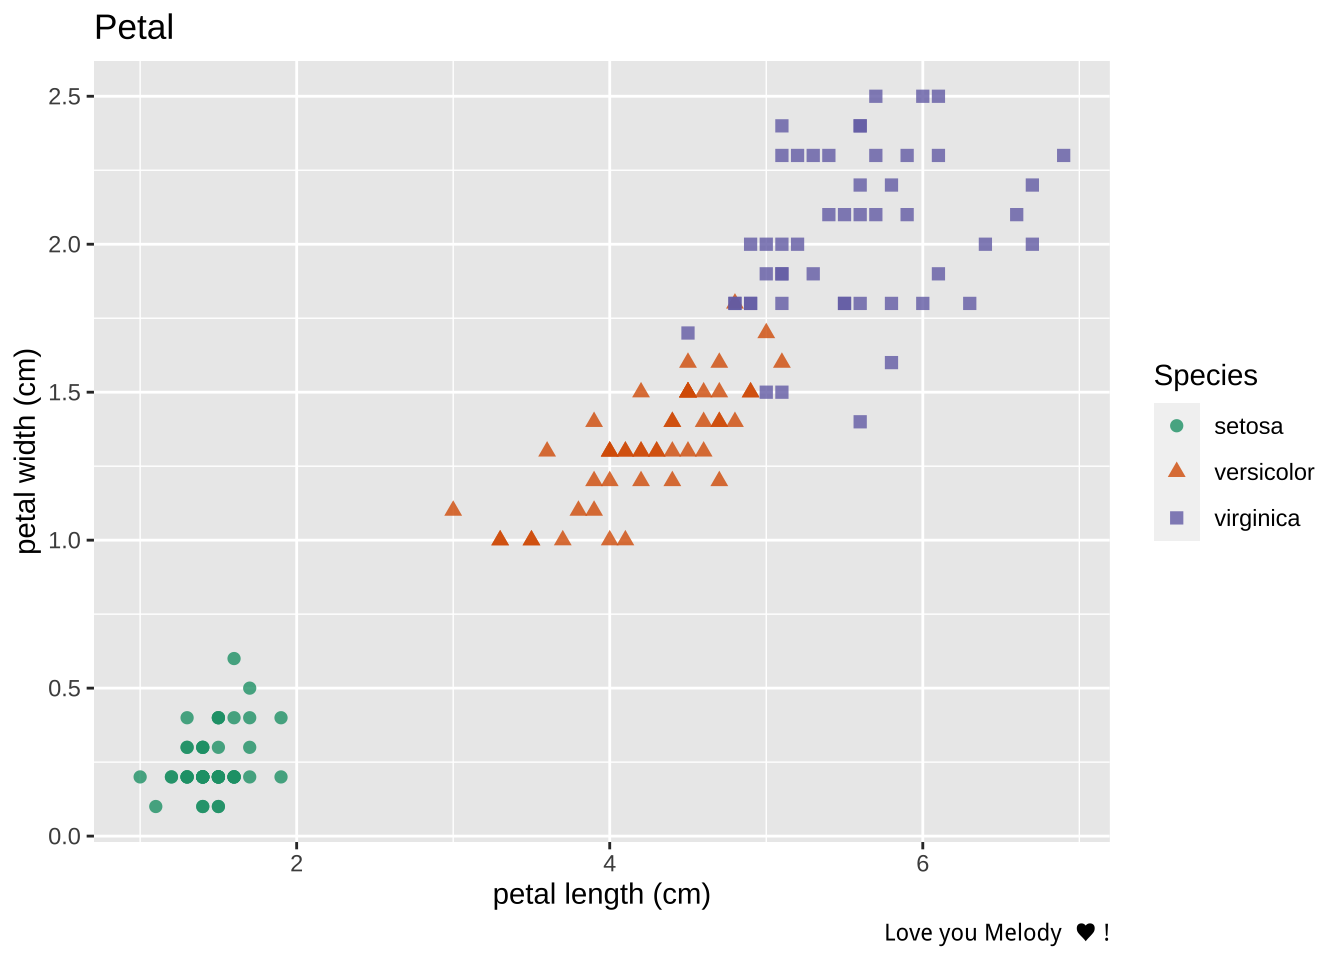 Petal
2.5
2.0
1.5
1.0
0.5
0.0
petal width (cm)
2
4
6
petal length (cm)
Species
setosa
versicolor
virginica
Love you Melody ♥ !